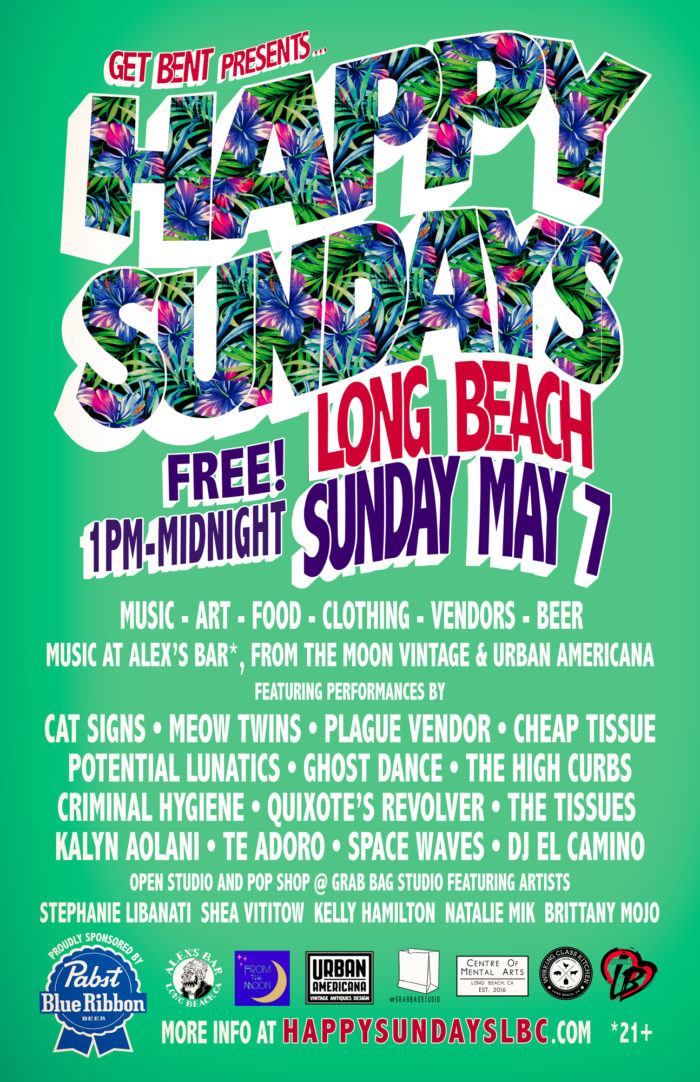 GET BENT PRESENTS...
HAPPY
SUNDAYS
LONG BEACH
FREE!
SUNDAY MAY 7
1PM-MIDNIGHT
MUSIC - ART - FOOD - CLOTHING - VENDORS - BEER
MUSIC AT ALEX'S BAR*, FROM THE MOON VINTAGE & URBAN AMERICANA
FEATURING PERFORMANCES BY
CAT SIGNS • MEOW TWINS • PLAGUE VENDOR • CHEAP TISSUE
POTENTIAL LUNATICS • GHOST DANCE • THE HIGH CURBS
CRIMINAL HYGIENE • QUIXOTE'S REVOLVER • THE TISSUES
KALYN AOLANI • TE ADORO • SPACE WAVES • DJ EL CAMINO
OPEN STUDIO AND POP SHOP @ GRAB BAG STUDIO FEATURING ARTISTS
STEPHANIE LIBANATI SHEA VITITOW KELLY HAMILTON NATALIE MIK BRITTANY MOJO
PROUDLY SPONSORED BY
Pabst
Blue Ribbon
BEER
ALEX'S BAR
LONG BEACH, CA
FROM
THE
MOON
URBAN
AMERICANA
VINTAGE ANTIQUES DESIGN
@GRABBAGSTUDIO
CENTRE OF
MENTAL ARTS
LONG BEACH, CA
EST. 2016
WORKING CLASS KITCHEN
LONG BEACH, CA
LB
MORE INFO AT HAPPYSUNDAYSLBC.COM *21+